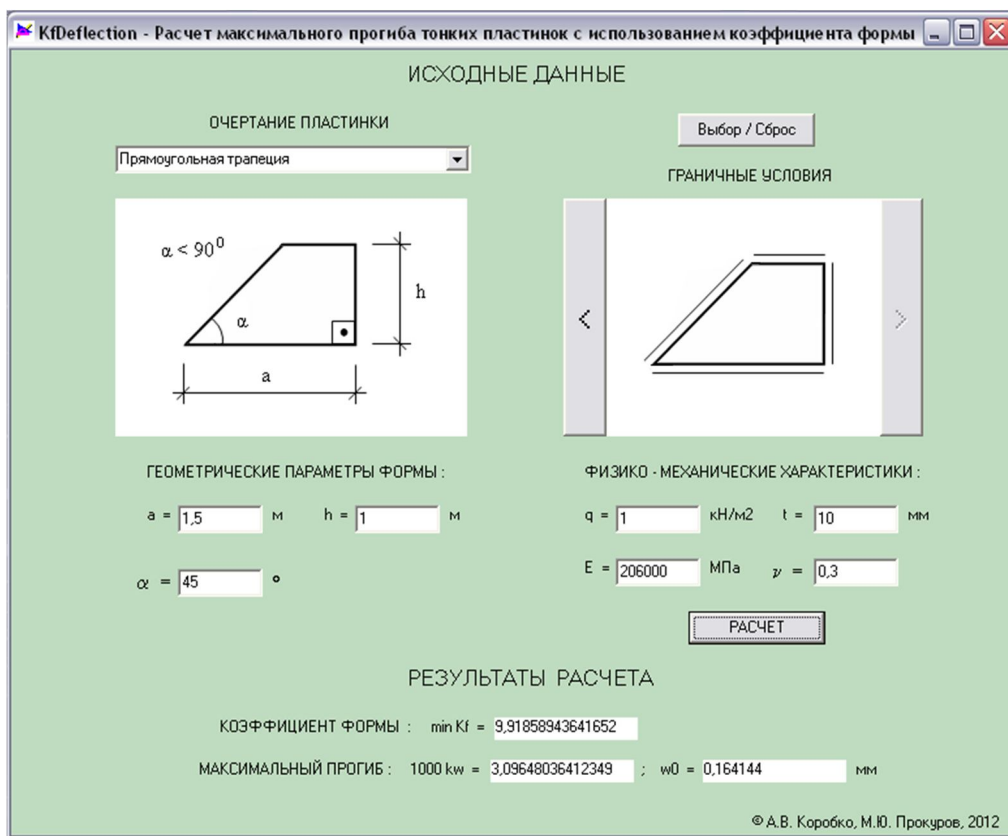 KfDeflection - Расчет максимального прогиба тонких пластинок с использованием коэффициента формы
ИСХОДНЫЕ ДАННЫЕ
ОЧЕРТАНИЕ ПЛАСТИНКИ
Прямоугольная трапеция
Выбор / Сброс
ГРАНИЧНЫЕ УСЛОВИЯ
α < 90⁰
α
h
a
<
>
ГЕОМЕТРИЧЕСКИЕ ПАРАМЕТРЫ ФОРМЫ :
a = 1,5 м h = 1 м
α = 45 °
ФИЗИКО - МЕХАНИЧЕСКИЕ ХАРАКТЕРИСТИКИ :
q = 1 кН/м2 t = 10 мм
E = 206000 МПа ν = 0,3
РАСЧЕТ
РЕЗУЛЬТАТЫ РАСЧЕТА
КОЭФФИЦИЕНТ ФОРМЫ : min Kf = 9,91858943641652
МАКСИМАЛЬНЫЙ ПРОГИБ : 1000 kw = 3,09648036412349 ; w0 = 0,164144 мм
© А.В. Коробко, М.Ю. Прокуров, 2012